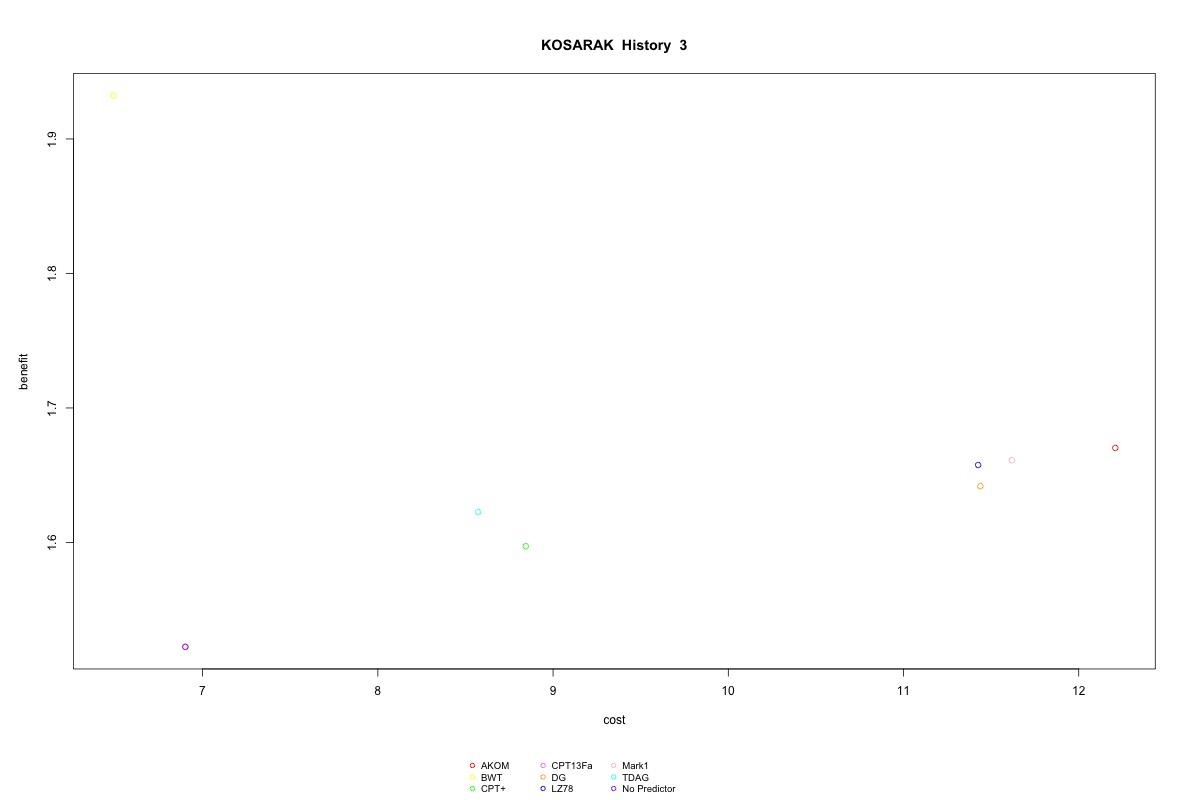 KOSARAK History 3
1.9
1.8
1.7
1.6
benefit
7 8 9 10 11 12
cost
AKOM CPT13Fa Mark1
BWT DG TDAG
CPT+ LZ78 No Predictor